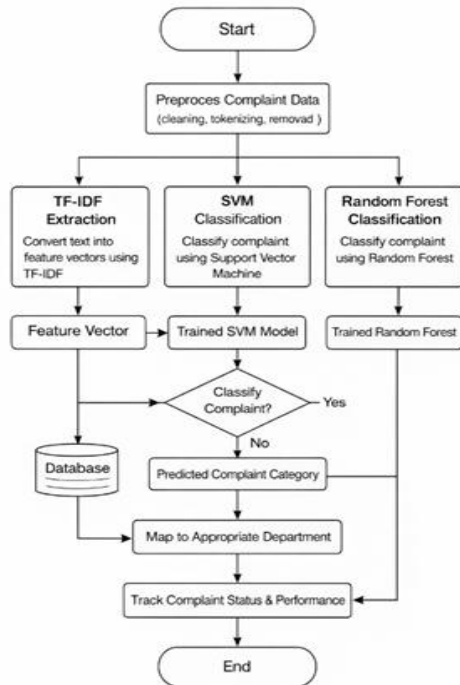 Start
Preproces Complaint Data
(cleaning, tokenizing, removad )
TF-IDF
Extraction
Convert text into
feature vectors using
TF-IDF
SVM
Classification
Classify complaint
using Support Vector
Machine
Random Forest
Classification
Classify complaint
using Random Forest
Feature Vector
Trained SVM Model
Trained Random Forest
Classify
Complaint?
Yes
No
Database
Predicted Complaint Category
Map to Appropriate Department
Track Complaint Status & Performance
End